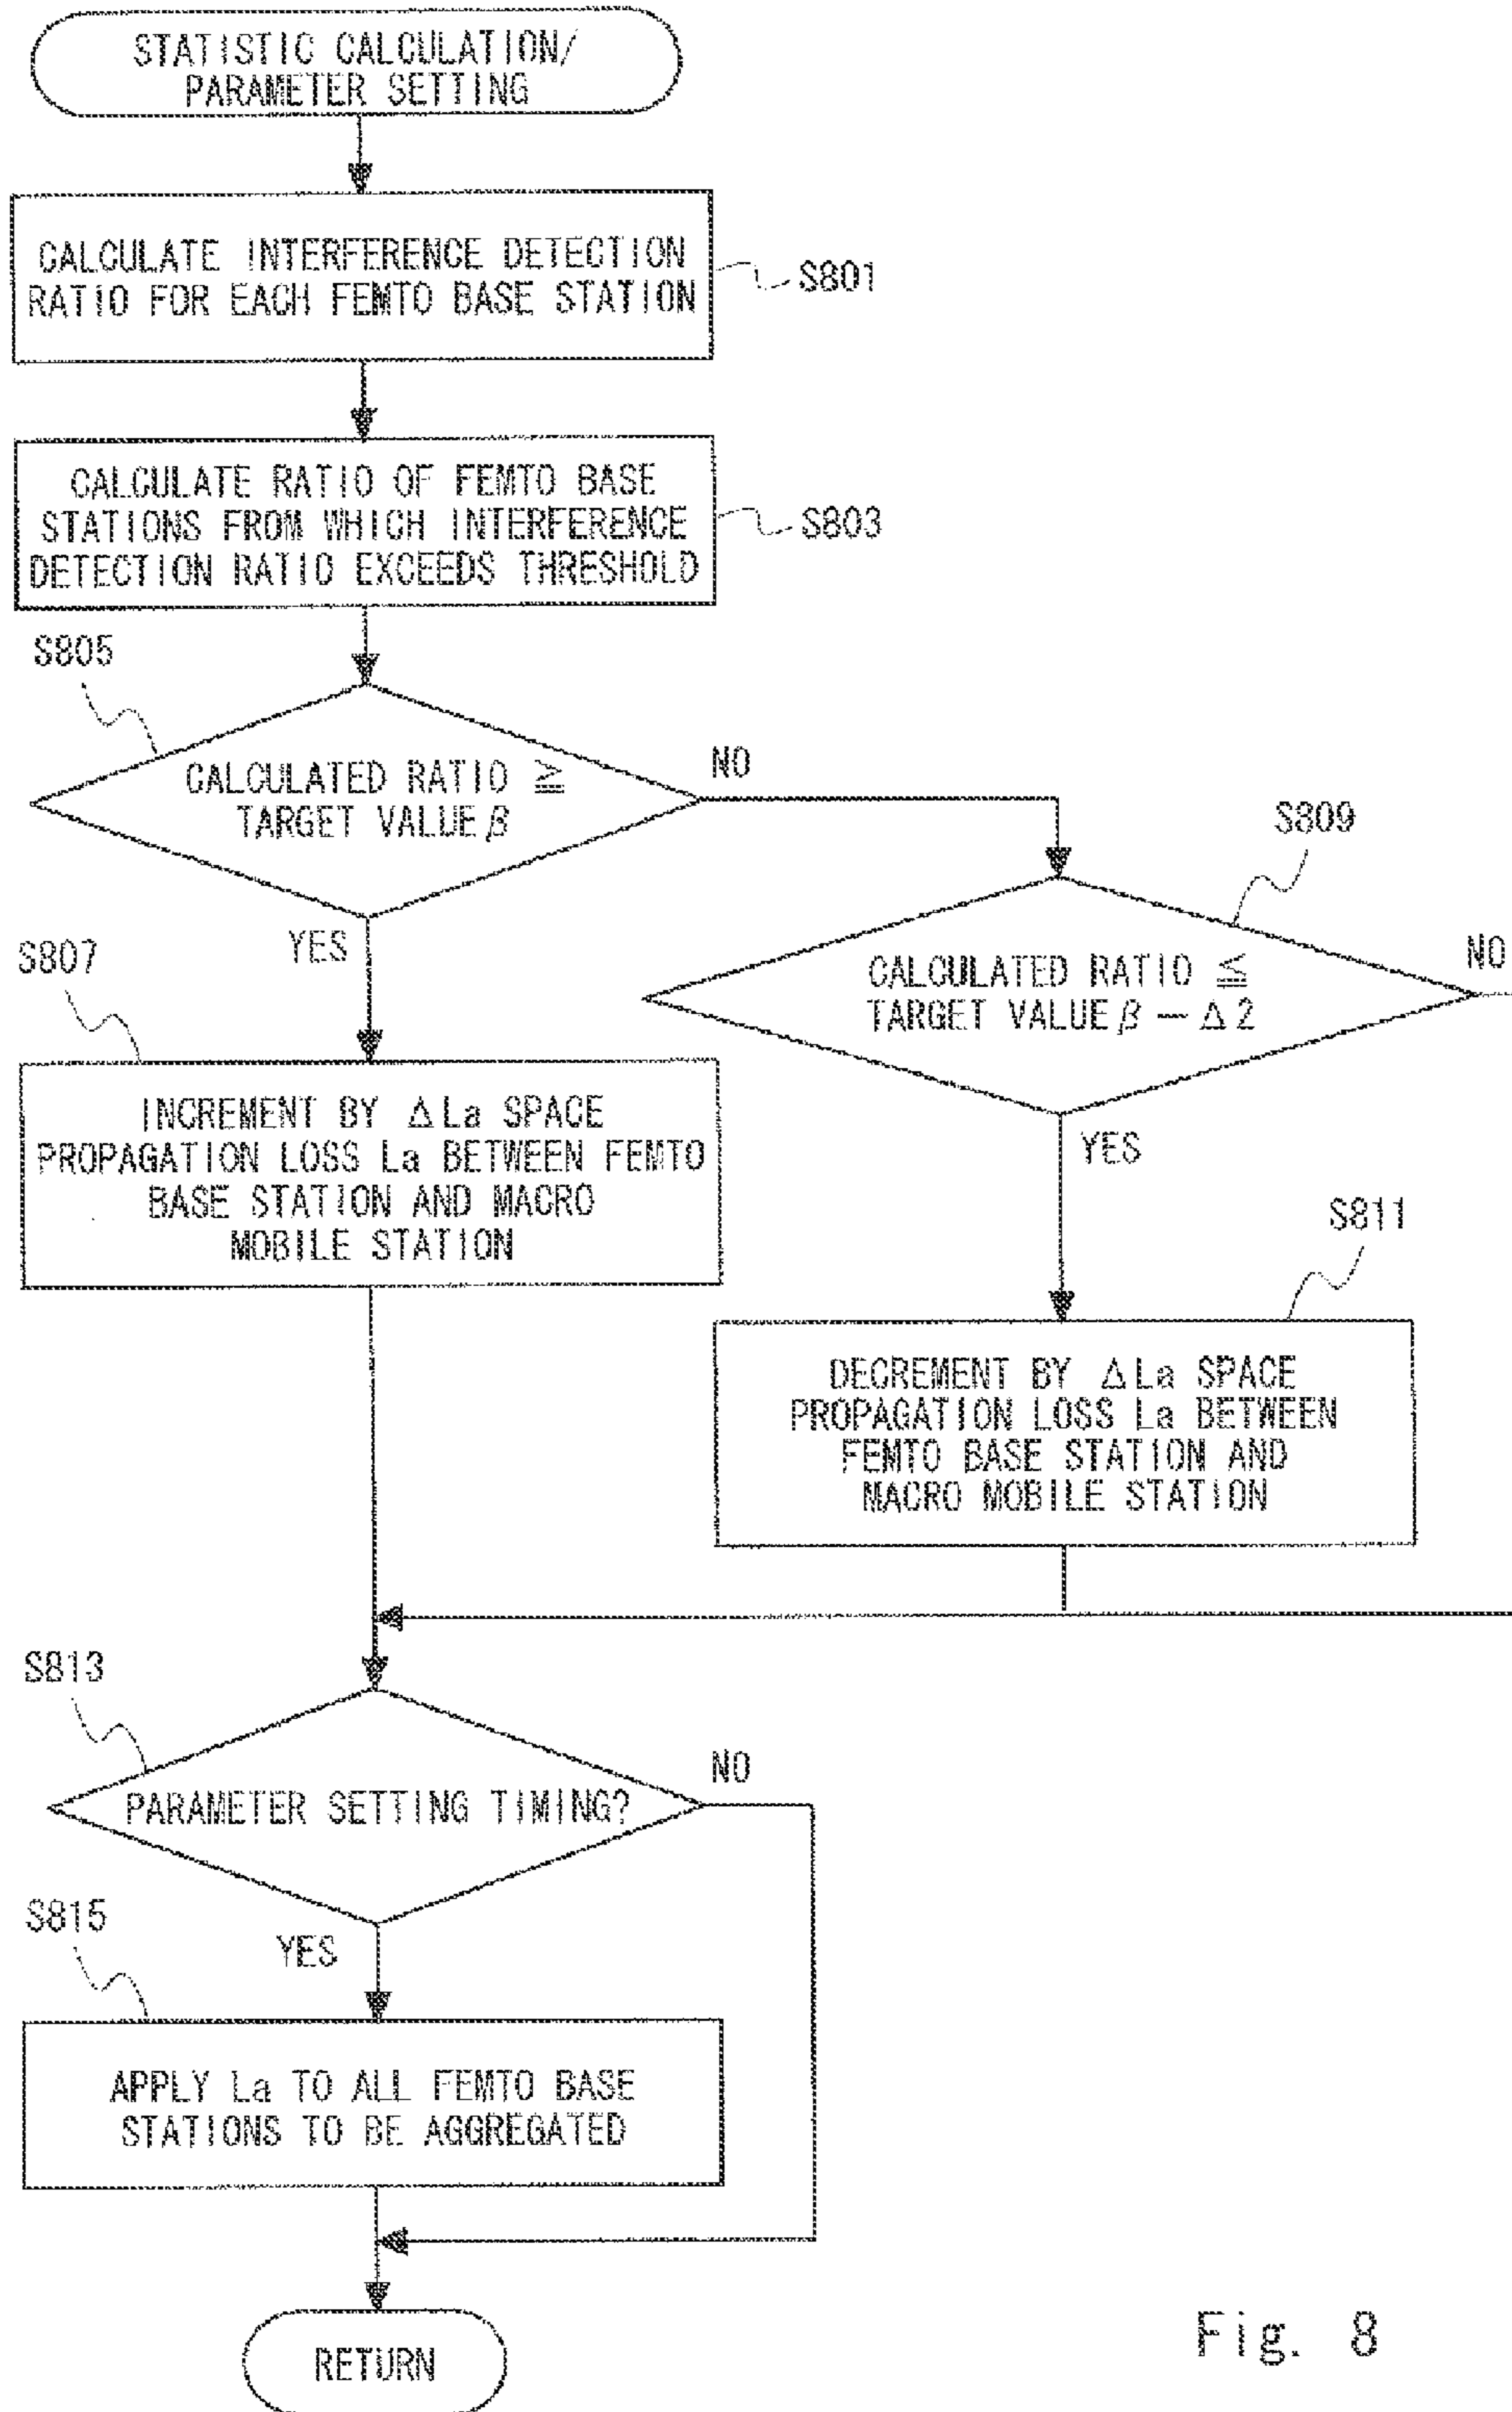 STATISTIC CALCULATION/
PARAMETER SETTING
CALCULATE INTERFERENCE DETECTION
RATIO FOR EACH FEMTO BASE STATION
S801
CALCULATE RATIO OF FEMTO BASE
STATIONS FROM WHICH INTERFERENCE
DETECTION RATIO EXCEEDS THRESHOLD
S803
S805
CALCULATED RATIO ≧
TARGET VALUE β
NO
YES
S809
CALCULATED RATIO ≦
TARGET VALUE β − Δ2
NO
YES
S807
INCREMENT BY ΔLa SPACE
PROPAGATION LOSS La BETWEEN FEMTO
BASE STATION AND MACRO
MOBILE STATION
S811
DECREMENT BY ΔLa SPACE
PROPAGATION LOSS La BETWEEN
FEMTO BASE STATION AND
MACRO MOBILE STATION
S813
PARAMETER SETTING TIMING?
NO
YES
S815
APPLY La TO ALL FEMTO BASE
STATIONS TO BE AGGREGATED
RETURN
Fig. 8